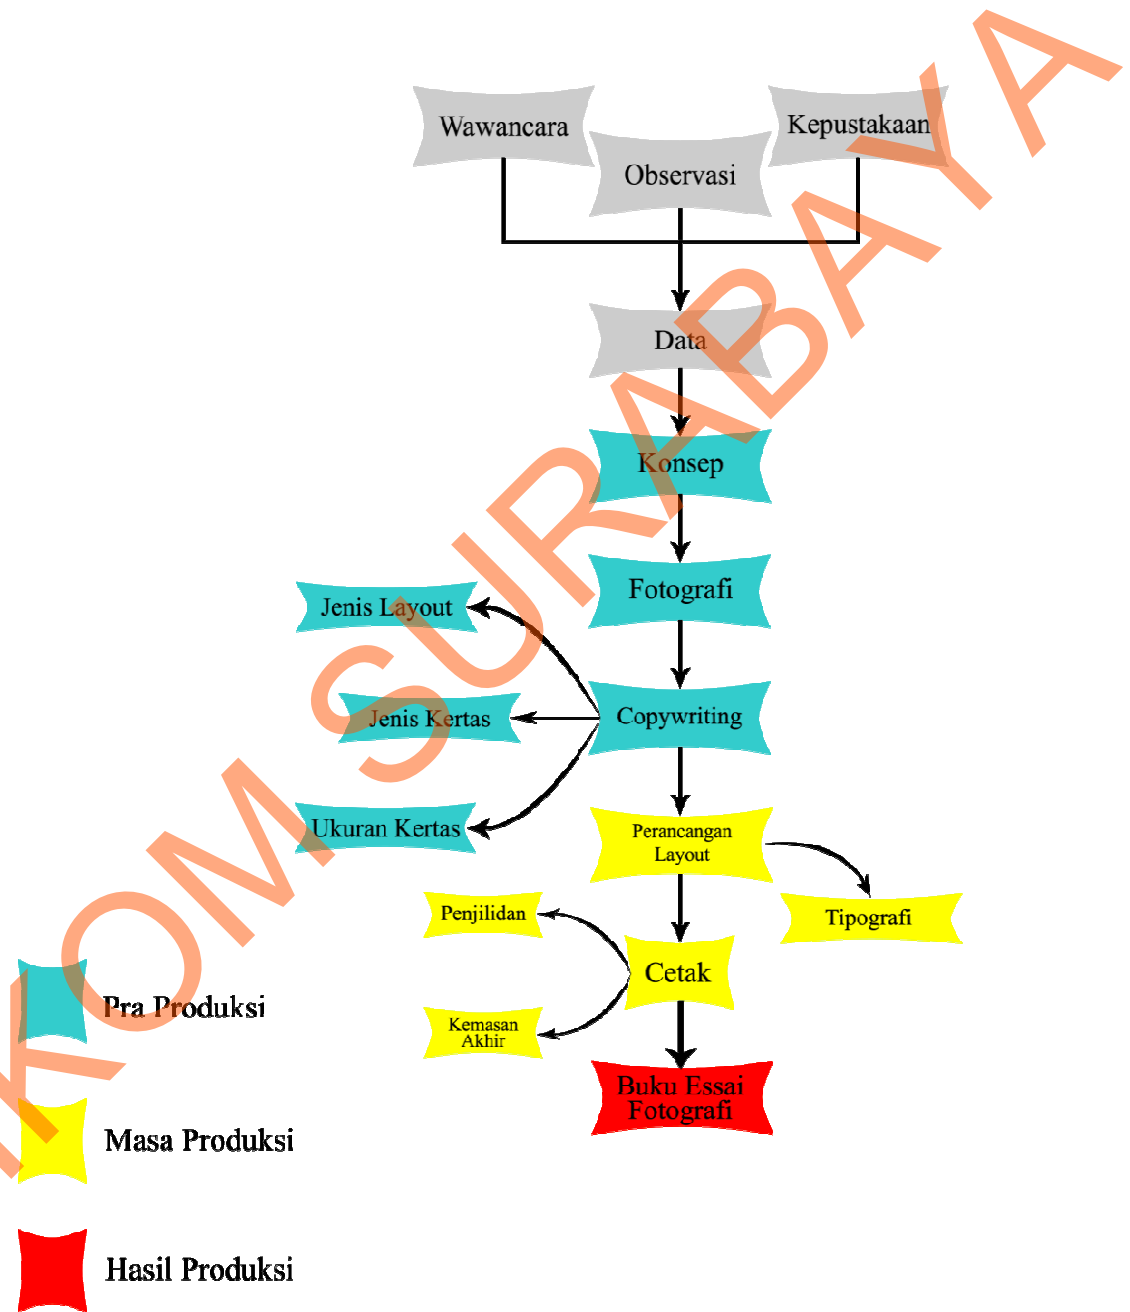 Wawancara
Observasi
Kepustakaan
Data
Konsep
Fotografi
Jenis Layout
Jenis Kertas
Copywriting
Ukuran Kertas
Perancangan
Layout
Tipografi
Penjilidan
Cetak
Kemasan
Akhir
Buku Essai
Fotografi
Pra Produksi
Masa Produksi
Hasil Produksi
KOM SURABAYA